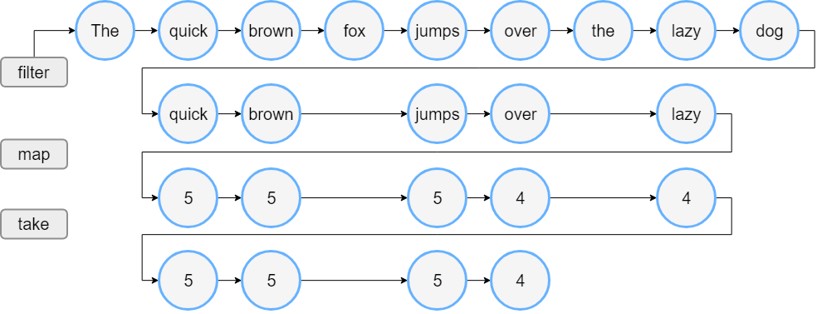 The quick brown fox jumps over the lazy dog
filter
quick brown jumps over lazy
map
5 5 5 4 4
take
5 5 5 4